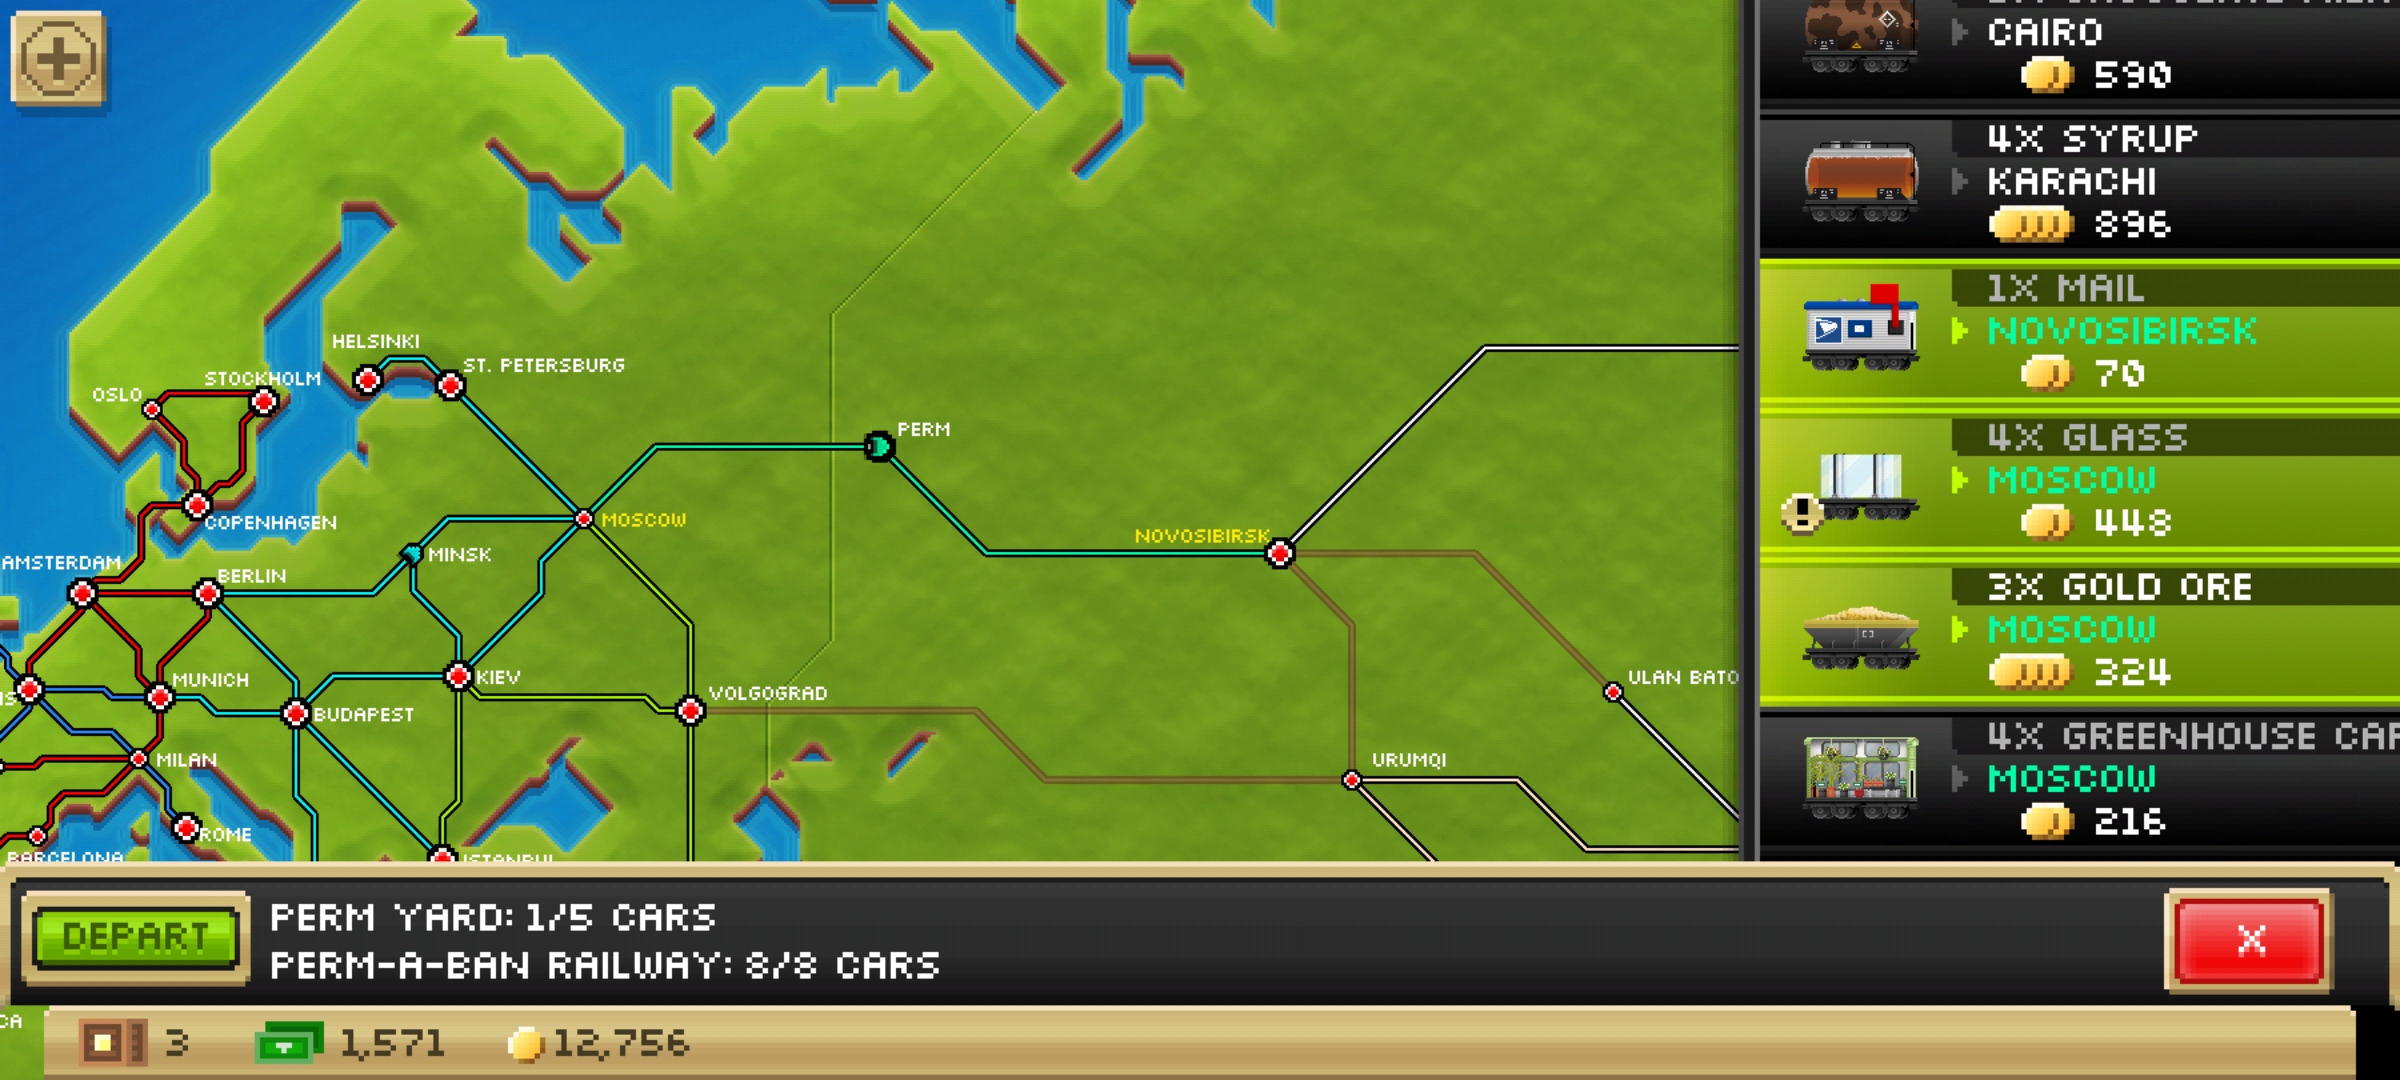 CAIRO
590
4X SYRUP
KARACHI
896
1X MAIL
NOVOSIBIRSK
70
4X GLASS
MOSCOW
448
3X GOLD ORE
MOSCOW
324
4X GREENHOUSE CAR
MOSCOW
216
HELSINKI
ST. PETERSBURG
STOCKHOLM
OSLO
PERM
COPENHAGEN
MOSCOW
NOVOSIBIRSK
MINSK
AMSTERDAM
BERLIN
MUNICH
KIEV
ULAN BATO
VOLGOGRAD
BUDAPEST
MILAN
URUMQI
ROME
BARCELONA
ISTANBUL
DEPART
PERM YARD: 1/5 CARS
PERM-A-BAN RAILWAY: 8/8 CARS
X
CA
3
1,571
12,756